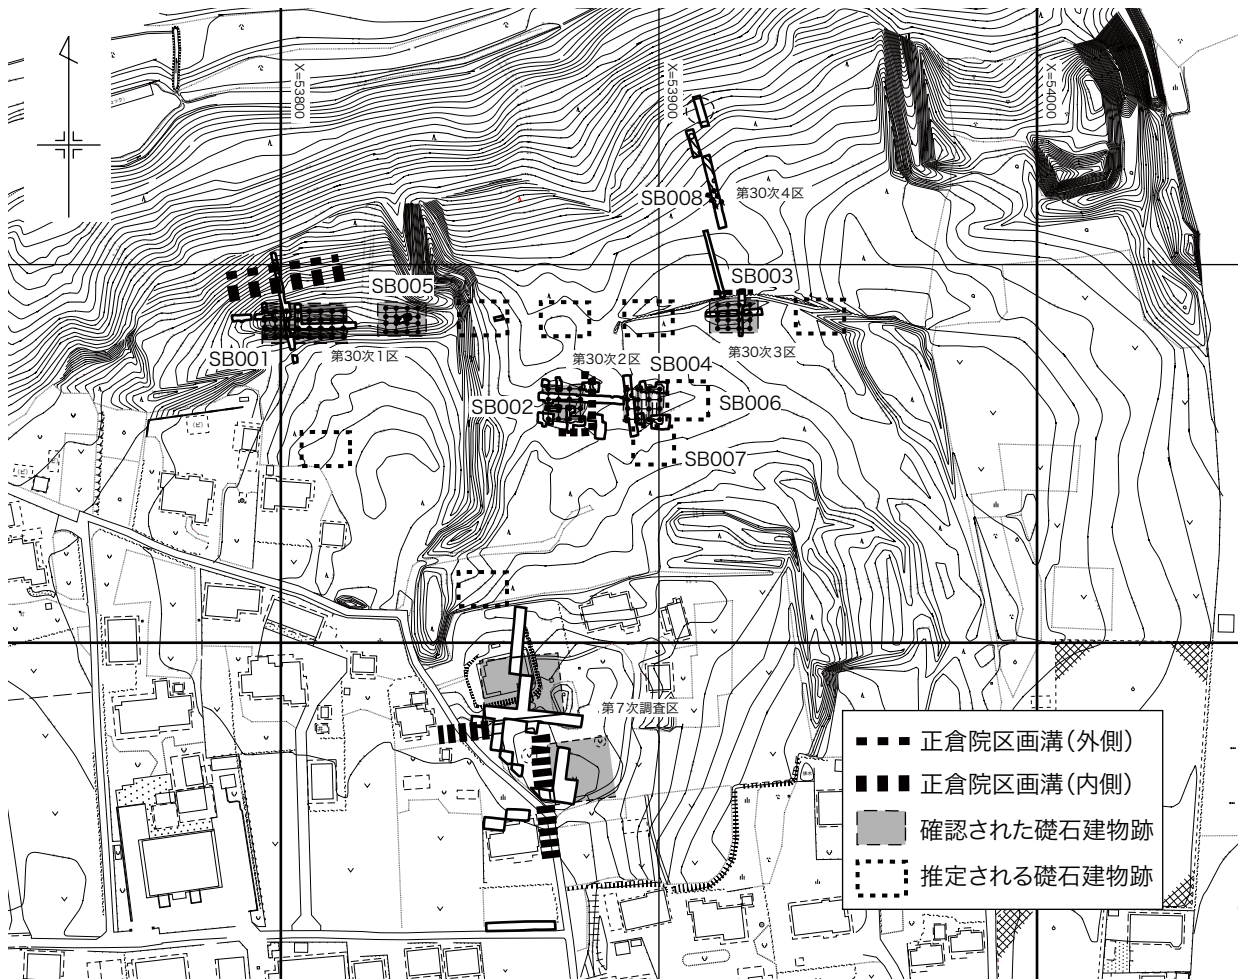 X=53800
X=53900
X=54000
SB008
第30次4区
SB003
SB005
SB001
第30次1区
第30次2区
第30次3区
SB004
SB002
SB006
SB007
第7次調査区
正倉院区画溝(外側)
正倉院区画溝(内側)
確認された礎石建物跡
推定される礎石建物跡